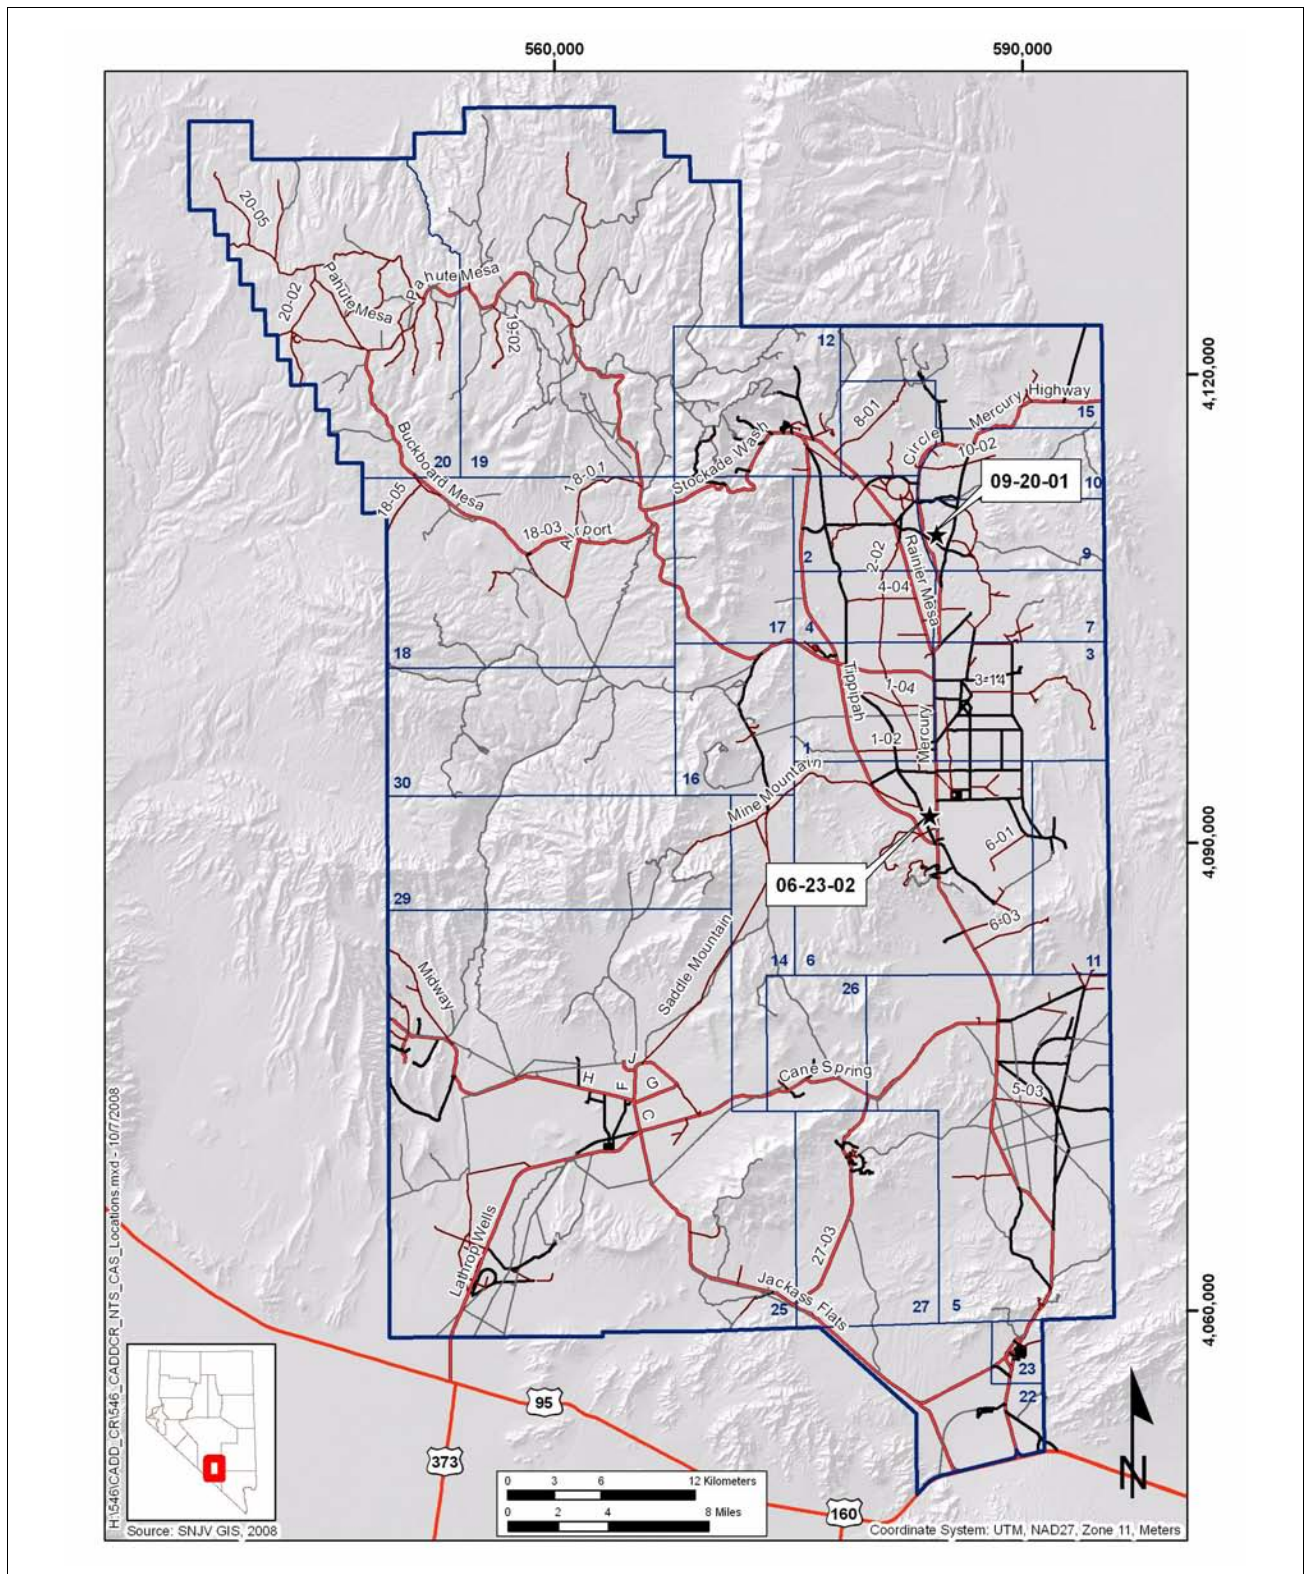 560,000
590,000
20-05
Pahute Mesa
20-02
Pahute Mesa
19-02
12
4,120,000
Mercury Highway
15
8-01
Circle
10-02
Buckboard Mesa
20
19
Stockade Wash
18-01
09-20-01
10
18-05
18-03
Airport
2
2-02
Rainier Mesa
9
4-04
17
4
7
18
3
Tippipah
1-04
3-14
Mercury
1-02
1
16
30
Mine Mountain
6-01
4,090,000
06-23-02
29
6-03
Saddle Mountain
Midway
14
6
11
26
J
H
F
G
Cane Spring
C
5-03
Lathrop Wells
27-03
Jackass Flats
25
27
5
4,060,000
23
22
95
373
160
N
0 3 6 12 Kilometers
0 2 4 8 Miles
H:\546\CADD_CR\546_CADDCR_NTS_CAS_Locations.mxd - 10/7/2008
Source: SNJV GIS, 2008
Coordinate System: UTM, NAD27, Zone 11, Meters